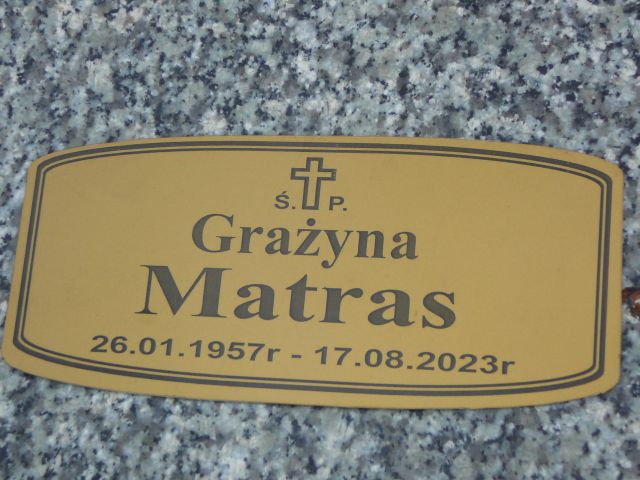 Ś. P.
Grażyna
Matras
26.01.1957r - 17.08.2023r